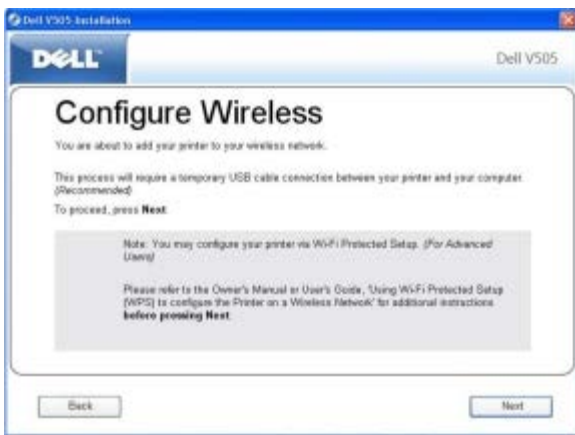 Dell V505 Installation
DELL
Dell V505
Configure Wireless
You are about to add your printer to your wireless network.
This process will require a temporary USB cable connection between your printer and your computer.
(Recommended)
To proceed, press Next.
Note: You may configure your printer via Wi-Fi Protected Setup. (For Advanced
Users)
Please refer to the Owner's Manual or User's Guide, 'Using Wi-Fi Protected Setup
(WPS) to configure the Printer on a Wireless Network' for additional instructions
before pressing Next.
Back
Next